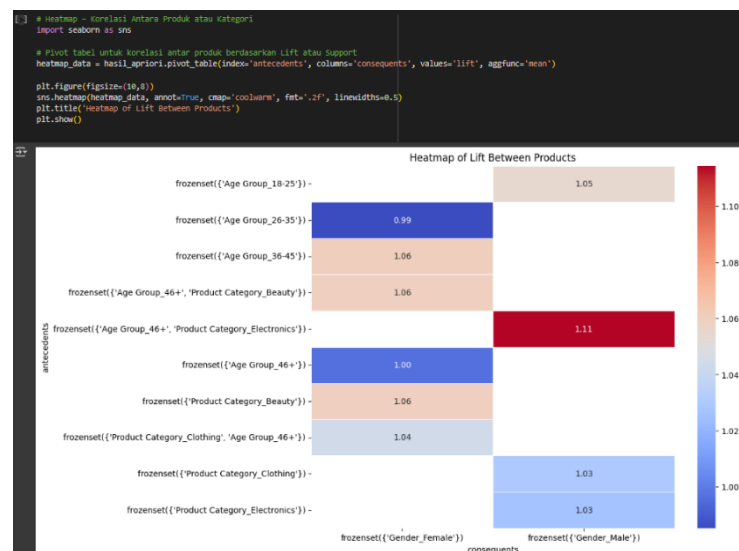 # Heatmap – Korelasi Antara Produk atau Kategori
import seaborn as sns
# Pivot tabel untuk korelasi antar produk berdasarkan Lift atau Support
heatmap_data = hasil_apriori.pivot_table(index='antecedents', columns='consequents', values='lift', aggfunc='mean')
plt.figure(figsize=(10,8))
sns.heatmap(heatmap_data, annot=True, cmap='coolwarm', fmt='.2f', linewidths=0.5)
plt.title('Heatmap of Lift Between Products')
plt.show()
Heatmap of Lift Between Products
frozenset({'Age Group_18-25'}) - 1.05
frozenset({'Age Group_26-35'}) - 0.99
frozenset({'Age Group_36-45'}) - 1.06
frozenset({'Age Group_46+', 'Product Category_Beauty'}) - 1.06
frozenset({'Age Group_46+', 'Product Category_Electronics'}) - 1.11
frozenset({'Age Group_46+'}) - 1.00
frozenset({'Product Category_Beauty'}) - 1.06
frozenset({'Product Category_Clothing', 'Age Group_46+'}) - 1.04
frozenset({'Product Category_Clothing'}) - 1.03
frozenset({'Product Category_Electronics'}) - 1.03
antecedents
frozenset({'Gender_Female'}) frozenset({'Gender_Male'})
consequents
- 1.10
- 1.08
- 1.06
- 1.04
- 1.02
- 1.00